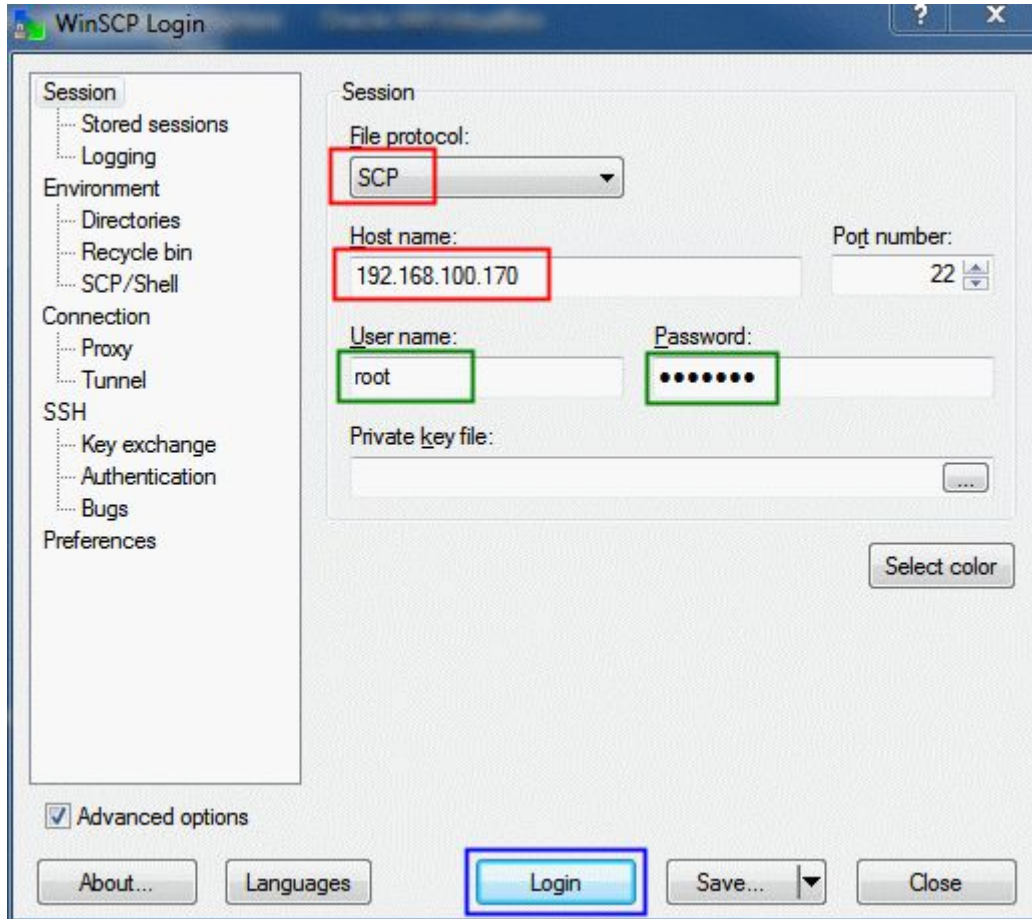 WinSCP Login
?
x
Session
Stored sessions
Logging
Environment
Directories
Recycle bin
SCP/Shell
Connection
Proxy
Tunnel
SSH
Key exchange
Authentication
Bugs
Preferences
Session
File protocol:
SCP
Host name:
Port number:
192.168.100.170
22
User name:
Password:
root
●●●●●●●
Private key file:
...
Select color
Advanced options
About...
Languages
Login
Save...
Close